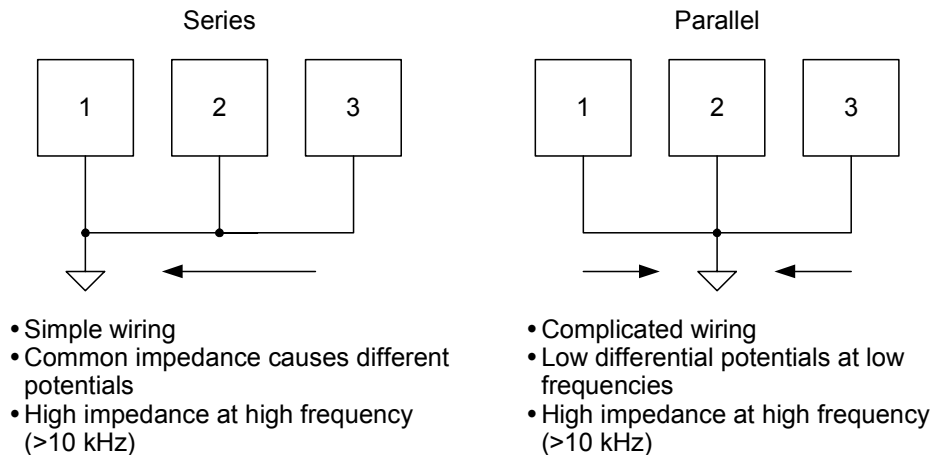 Series
1
2
3
• Simple wiring
• Common impedance causes different
potentials
• High impedance at high frequency
(>10 kHz)
Parallel
1
2
3
• Complicated wiring
• Low differential potentials at low
frequencies
• High impedance at high frequency
(>10 kHz)